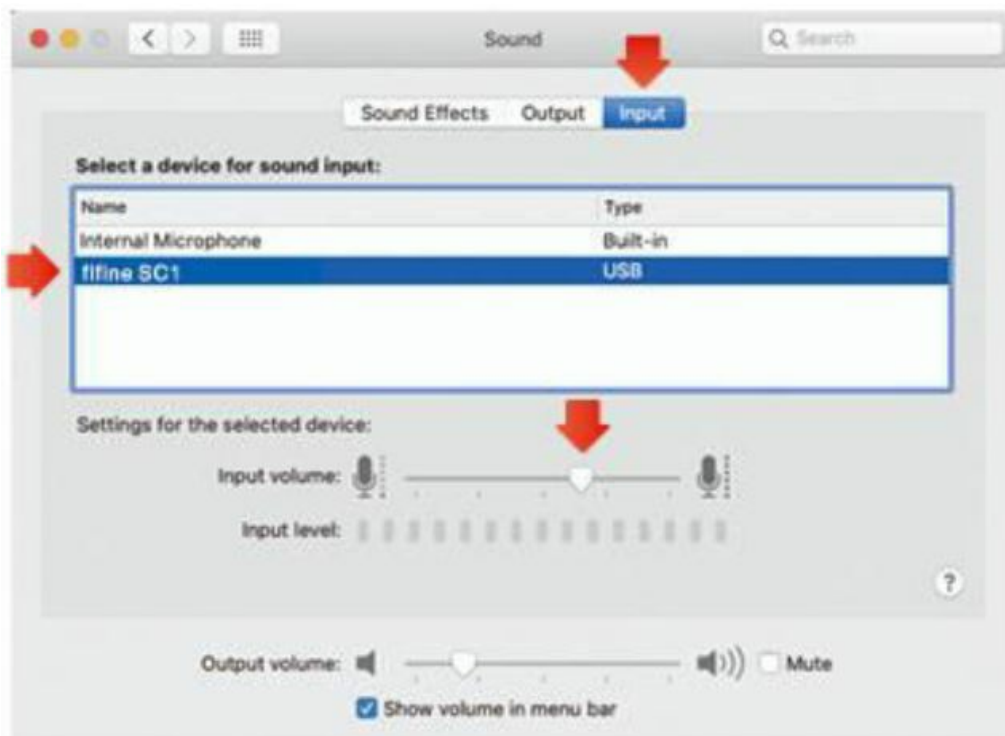 Sound
Search
Sound Effects Output Input
Select a device for sound input:
Name Type
Internal Microphone Built-in
fifine SC1 USB
Settings for the selected device:
Input volume:
Input level:
?
Output volume: Mute
Show volume in menu bar